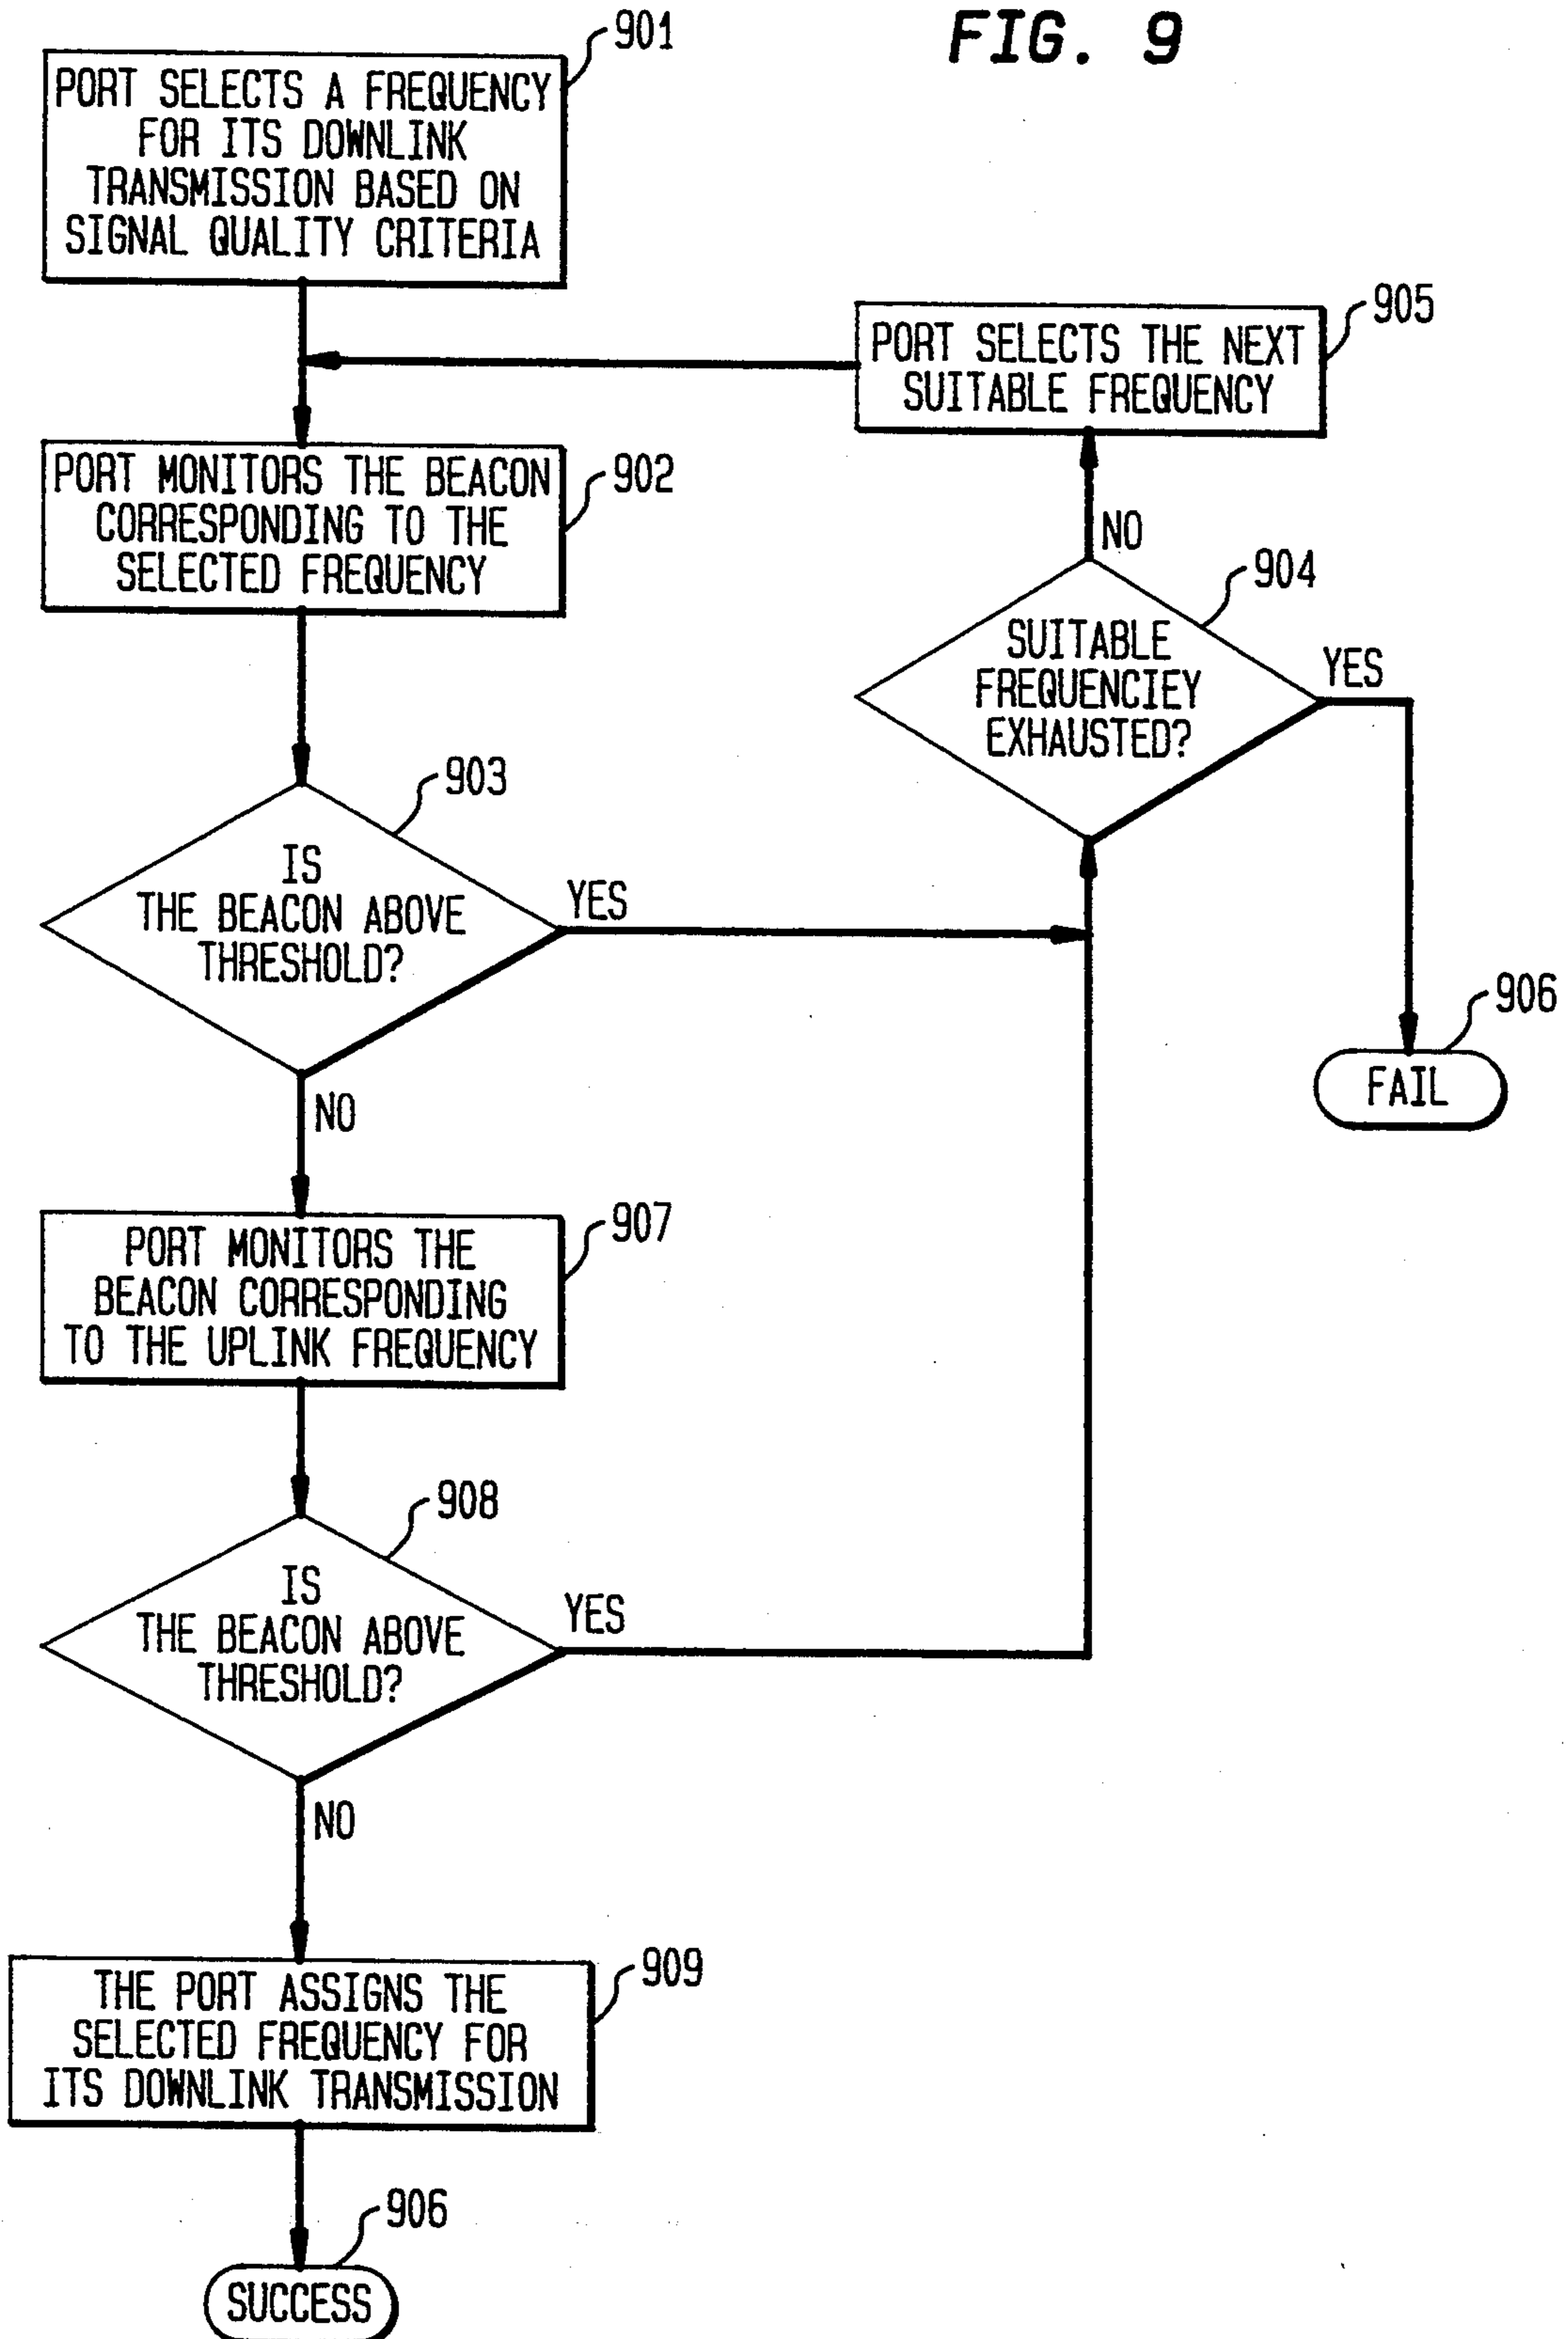 FIG. 9
901
PORT SELECTS A FREQUENCY
FOR ITS DOWNLINK
TRANSMISSION BASED ON
SIGNAL QUALITY CRITERIA
905
PORT SELECTS THE NEXT
SUITABLE FREQUENCY
902
PORT MONITORS THE BEACON
CORRESPONDING TO THE
SELECTED FREQUENCY
NO
904
SUITABLE
FREQUENCIEY
EXHAUSTED?
YES
903
IS
THE BEACON ABOVE
THRESHOLD?
YES
906
FAIL
NO
907
PORT MONITORS THE
BEACON CORRESPONDING
TO THE UPLINK FREQUENCY
908
IS
THE BEACON ABOVE
THRESHOLD?
YES
NO
909
THE PORT ASSIGNS THE
SELECTED FREQUENCY FOR
ITS DOWNLINK TRANSMISSION
906
SUCCESS